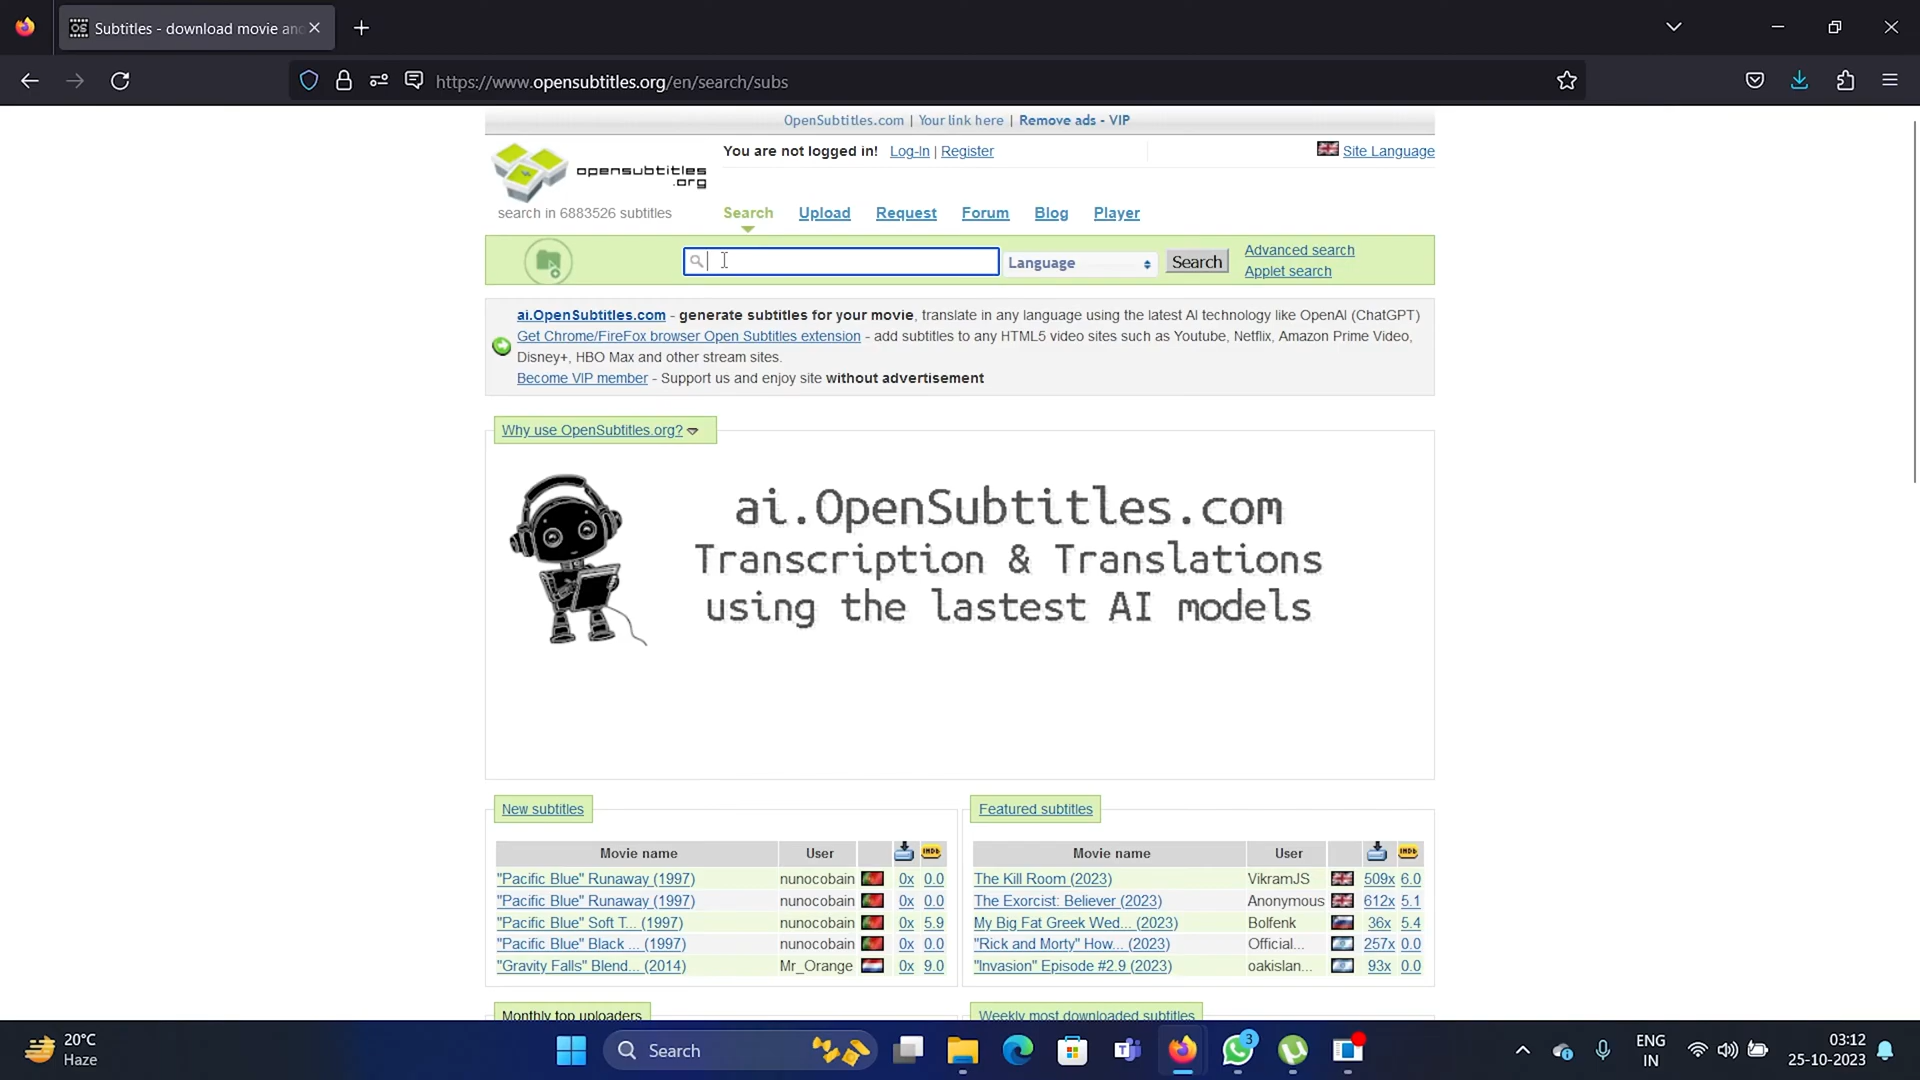 Subtitles - download movie and
https://www.opensubtitles.org/en/search/subs
OpenSubtitles.com | Your link here | Remove ads - VIP
opensubtitles
.org
You are not logged in! Log-In | Register
Site Language
search in 6883526 subtitles
Search Upload Request Forum Blog Player
Language
Search
Advanced search
Applet search
ai.OpenSubtitles.com - generate subtitles for your movie, translate in any language using the latest AI technology like OpenAI (ChatGPT)
Get Chrome/FireFox browser Open Subtitles extension - add subtitles to any HTML5 video sites such as Youtube, Netflix, Amazon Prime Video,
Disney+, HBO Max and other stream sites.
Become VIP member - Support us and enjoy site without advertisement
Why use OpenSubtitles.org?
ai.OpenSubtitles.com
Transcription & Translations
using the lastest AI models
New subtitles
Movie name User IMDb
"Pacific Blue" Runaway (1997) nunocobain 0x 0.0
"Pacific Blue" Runaway (1997) nunocobain 0x 0.0
"Pacific Blue" Soft T... (1997) nunocobain 0x 5.9
"Pacific Blue" Black ... (1997) nunocobain 0x 0.0
"Gravity Falls" Blend... (2014) Mr_Orange 0x 9.0
Featured subtitles
Movie name User IMDb
The Kill Room (2023) VikramJS 509x 6.0
The Exorcist: Believer (2023) Anonymous 612x 5.1
My Big Fat Greek Wed... (2023) Bolfenk 36x 5.4
"Rick and Morty" How... (2023) Official... 257x 0.0
"Invasion" Episode #2.9 (2023) oakislan... 93x 0.0
Monthly top uploaders
Weekly most downloaded subtitles
20°C
Haze
Search
3
ENG
IN
03:12
25-10-2023